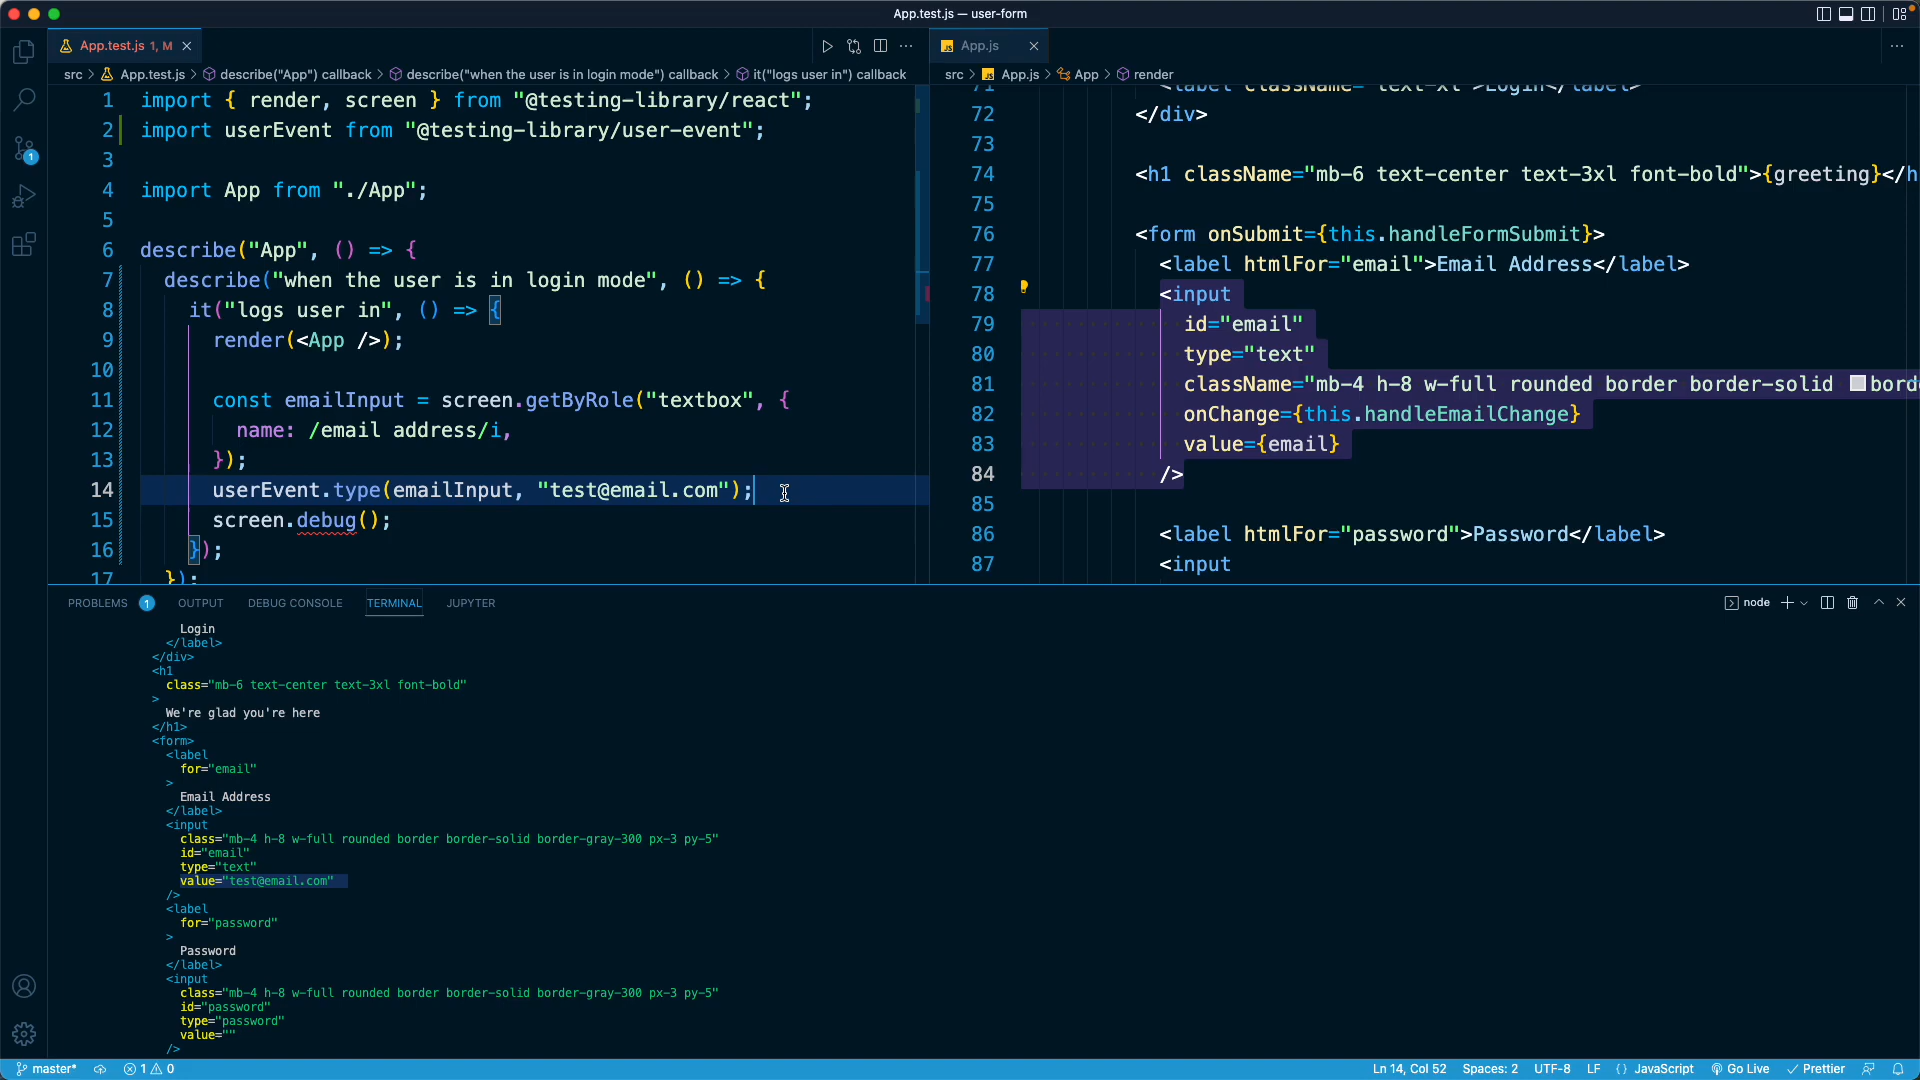 App.test.js — user-form
App.test.js 1, M
App.js
src > App.test.js > describe("App") callback > describe("when the user is in login mode") callback > it("logs user in") callback
src > App.js > App > render
1 import { render, screen } from "@testing-library/react";
2 import userEvent from "@testing-library/user-event";
3
4 import App from "./App";
5
6 describe("App", () => {
7 describe("when the user is in login mode", () => {
8 it("logs user in", () => {
9 render(<App />);
10
11 const emailInput = screen.getByRole("textbox", {
12 name: /email address/i,
13 });
14 userEvent.type(emailInput, "test@email.com");
15 screen.debug();
16 });
17 });
71 <label className="text-xl">Login</label>
72 </div>
73
74 <h1 className="mb-6 text-center text-3xl font-bold">{greeting}</h
75
76 <form onSubmit={this.handleFormSubmit}>
77 <label htmlFor="email">Email Address</label>
78 <input
79 id="email"
80 type="text"
81 className="mb-4 h-8 w-full rounded border border-solid bord
82 onChange={this.handleEmailChange}
83 value={email}
84 />
85
86 <label htmlFor="password">Password</label>
87 <input
PROBLEMS 1 OUTPUT DEBUG CONSOLE TERMINAL JUPYTER
node
Login
</label>
</div>
<h1
class="mb-6 text-center text-3xl font-bold"
>
We're glad you're here
</h1>
<form>
<label
for="email"
>
Email Address
</label>
<input
class="mb-4 h-8 w-full rounded border border-solid border-gray-300 px-3 py-5"
id="email"
type="text"
value="test@email.com"
/>
<label
for="password"
>
Password
</label>
<input
class="mb-4 h-8 w-full rounded border border-solid border-gray-300 px-3 py-5"
id="password"
type="password"
value=""
/>
master* 1 0 Ln 14, Col 52 Spaces: 2 UTF-8 LF {} JavaScript Go Live Prettier